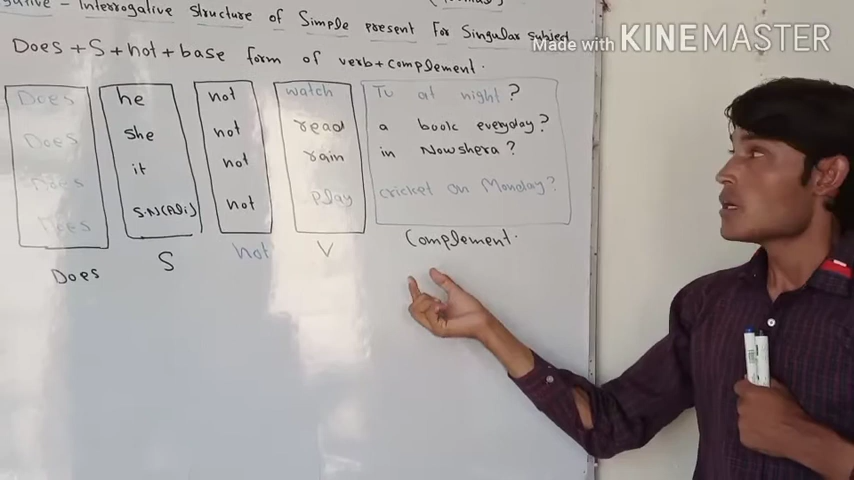 - Interrogative Structure of Simple present For Singular subject
Does + S + not + base form of verb + complement.
Made with KINEMASTER
Does he not watch Tv at night ?
Does she not read a book everyday ?
Does it not rain in Nowshera ?
Does S.N(Ali) not play cricket on Monday ?
Does S not V Complement.